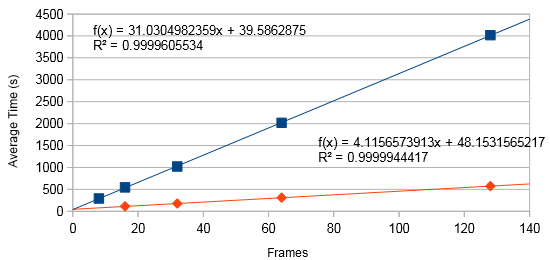 4500
4000
3500
3000
2500
2000
1500
1000
500
0
Average Time (s)
f(x) = 31.0304982359x + 39.5862875
R² = 0.9999605534
f(x) = 4.1156573913x + 48.1531565217
R² = 0.9999944417
0 20 40 60 80 100 120 140
Frames